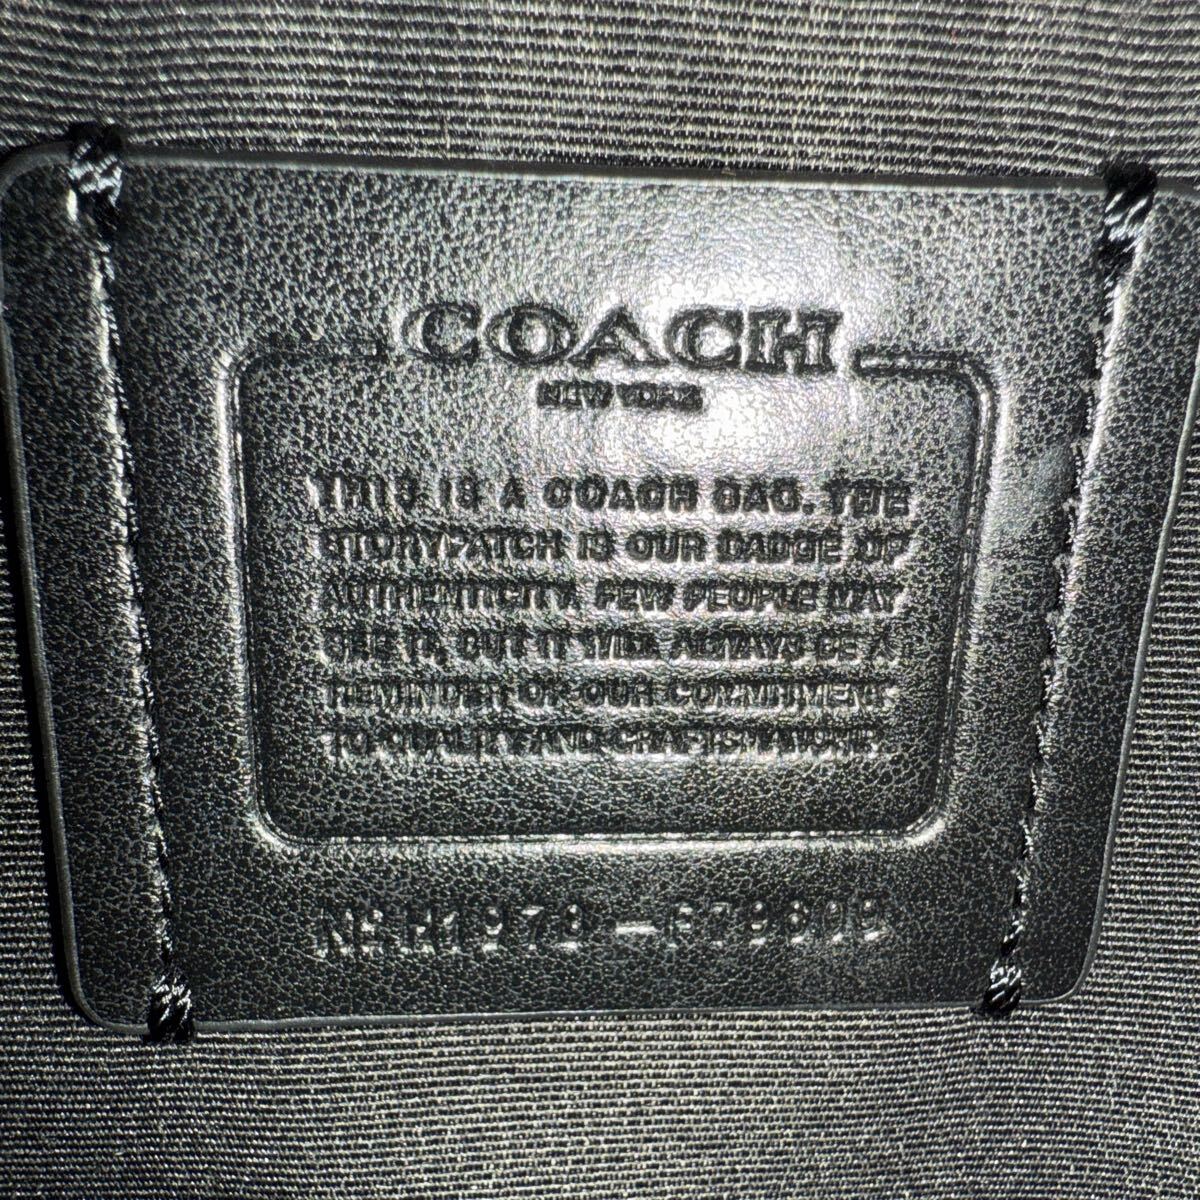 COACH
NEW YORK
THIS IS A COACH BAG. THE
STORYPATCH IS OUR BADGE OF
AUTHENTICITY. FEW PEOPLE MAY
SEE IT, BUT IT WILL ALWAYS BE A
REMINDER OF OUR COMMITMENT
TO QUALITY AND CRAFTSMANSHIP.